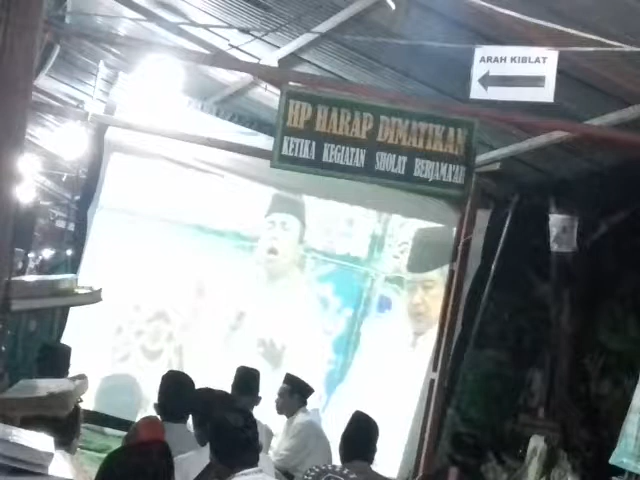 ARAH KIBLAT
HP HARAP DIMATIKAN
KETIKA KEGIATAN SHOLAT BERJAMA'AH